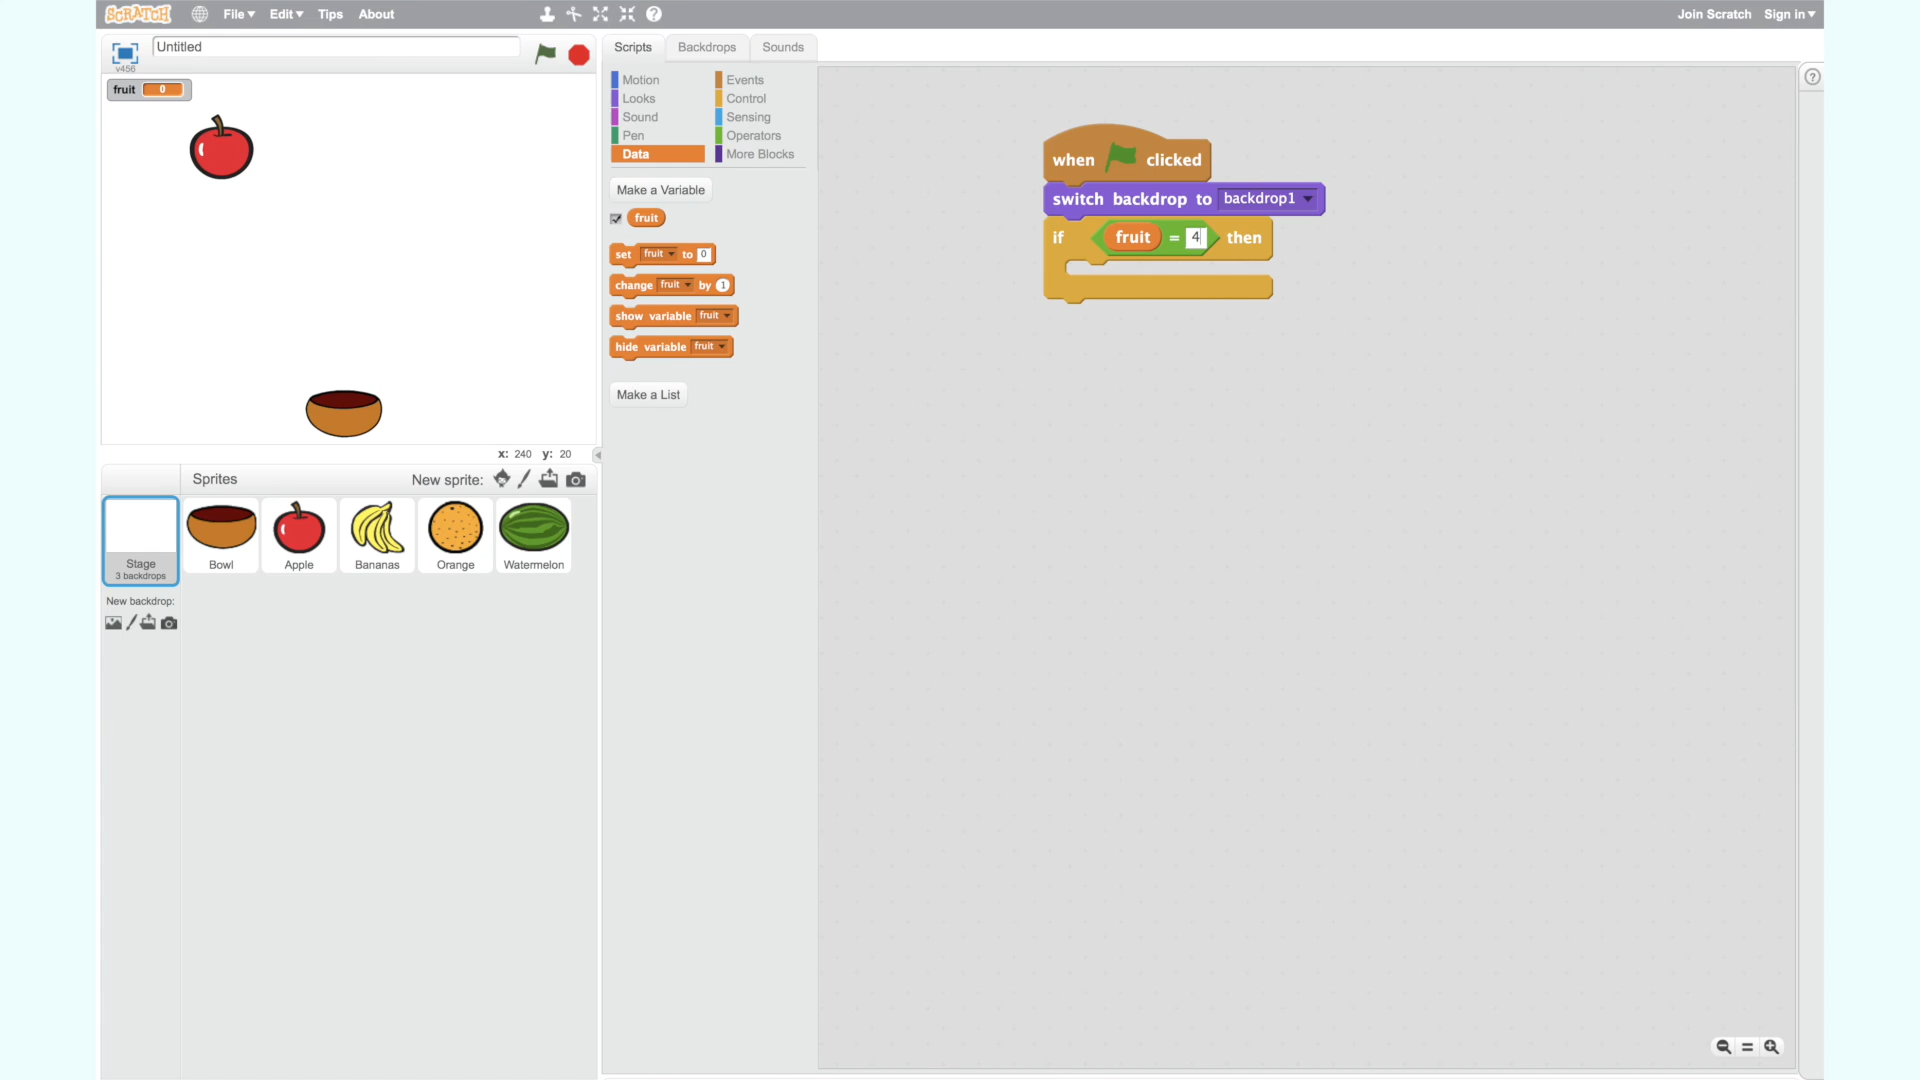 SCRATCH File Edit Tips About Join Scratch Sign in
v456
Untitled
fruit 0
x: 240 y: 20
Sprites New sprite:
Stage
3 backdrops
Bowl Apple Bananas Orange Watermelon
New backdrop:
Scripts Backdrops Sounds
Motion Events
Looks Control
Sound Sensing
Pen Operators
Data More Blocks
Make a Variable
fruit
set fruit to 0
change fruit by 1
show variable fruit
hide variable fruit
Make a List
when clicked
switch backdrop to backdrop1
if fruit = 4 then